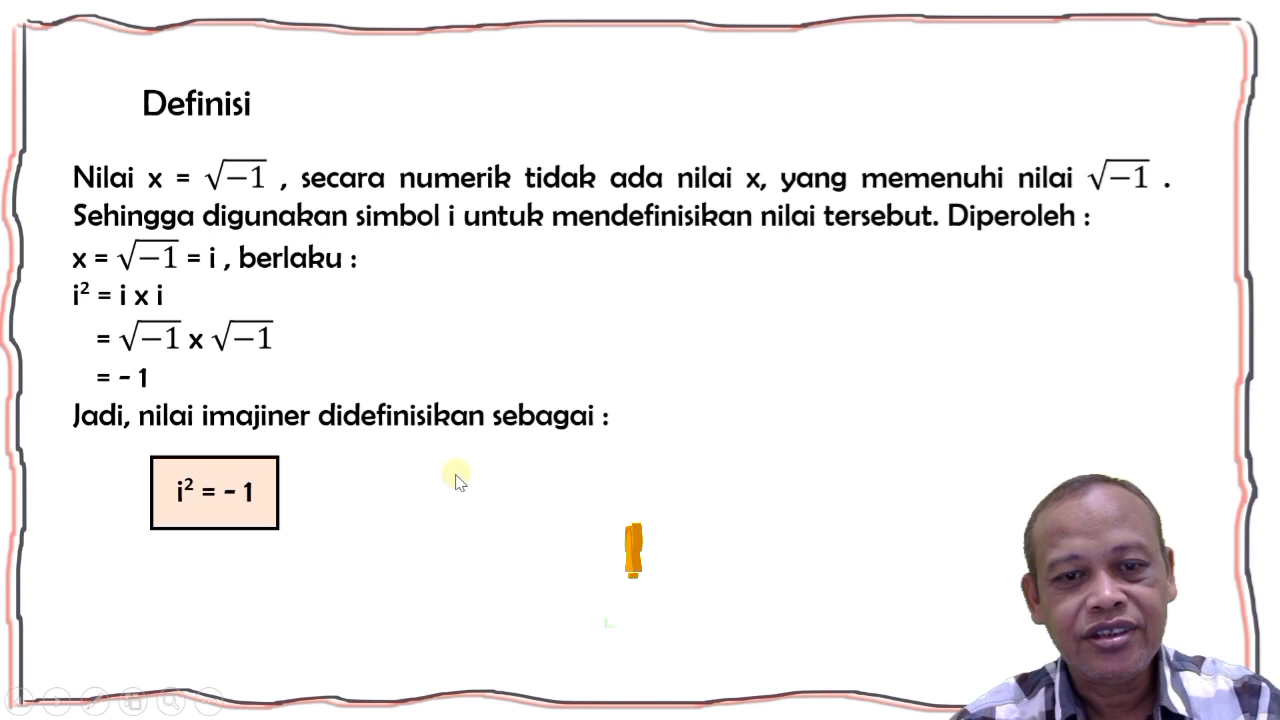 Definisi
Nilai x = √−1 , secara numerik tidak ada nilai x, yang memenuhi nilai √−1 .
Sehingga digunakan simbol i untuk mendefinisikan nilai tersebut. Diperoleh :
x = √−1 = i , berlaku :
i² = i x i
= √−1 x √−1
= - 1
Jadi, nilai imajiner didefinisikan sebagai :
i² = - 1